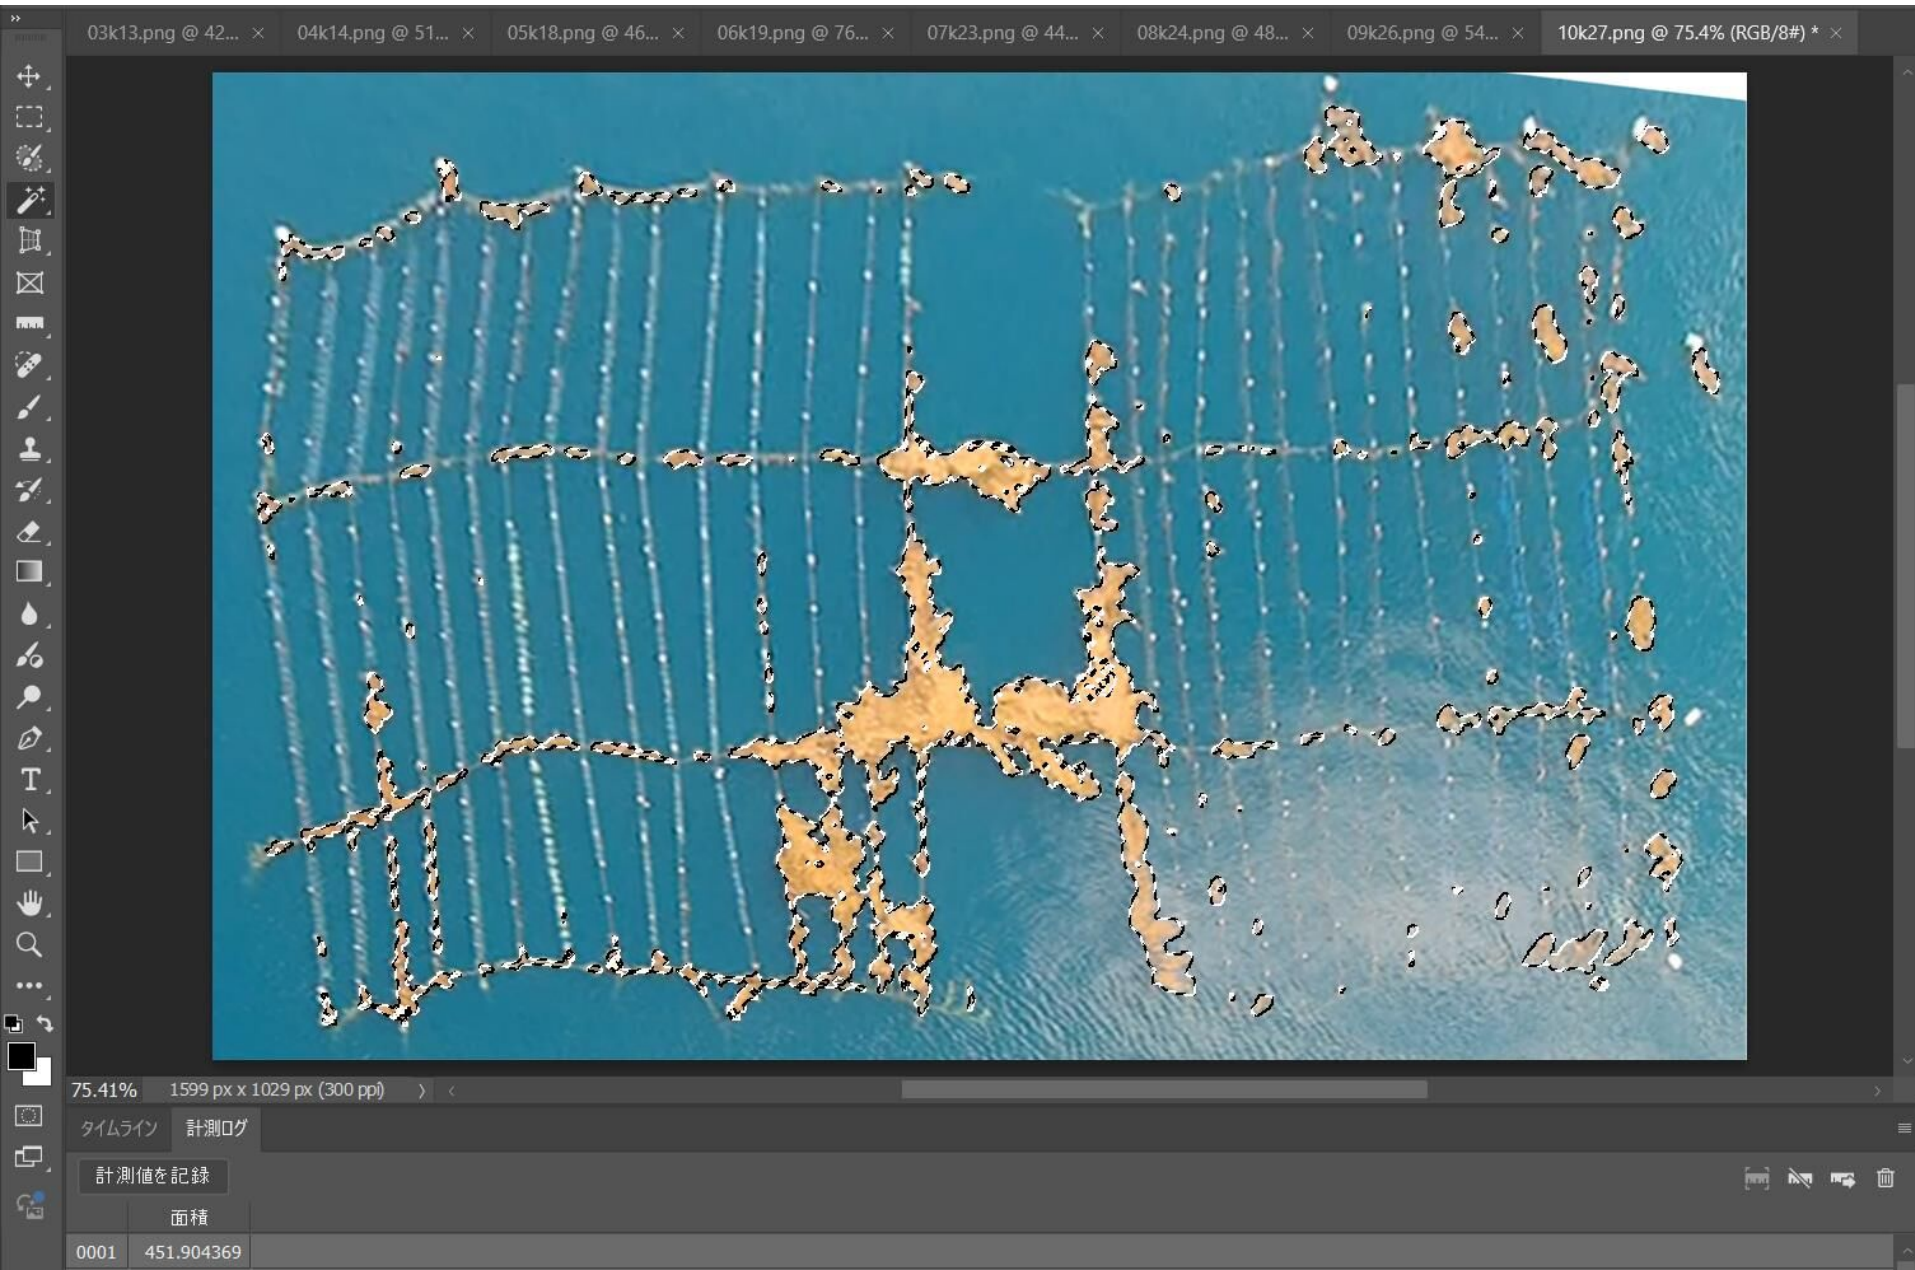 03k13.png @ 42... × 04k14.png @ 51... × 05k18.png @ 46... × 06k19.png @ 76... × 07k23.png @ 44... × 08k24.png @ 48... × 09k26.png @ 54... × 10k27.png @ 75.4% (RGB/8#) * ×
75.41% 1599 px x 1029 px (300 ppi)
タイムライン 計測ログ
計測値を記録
面積
0001 451.904369